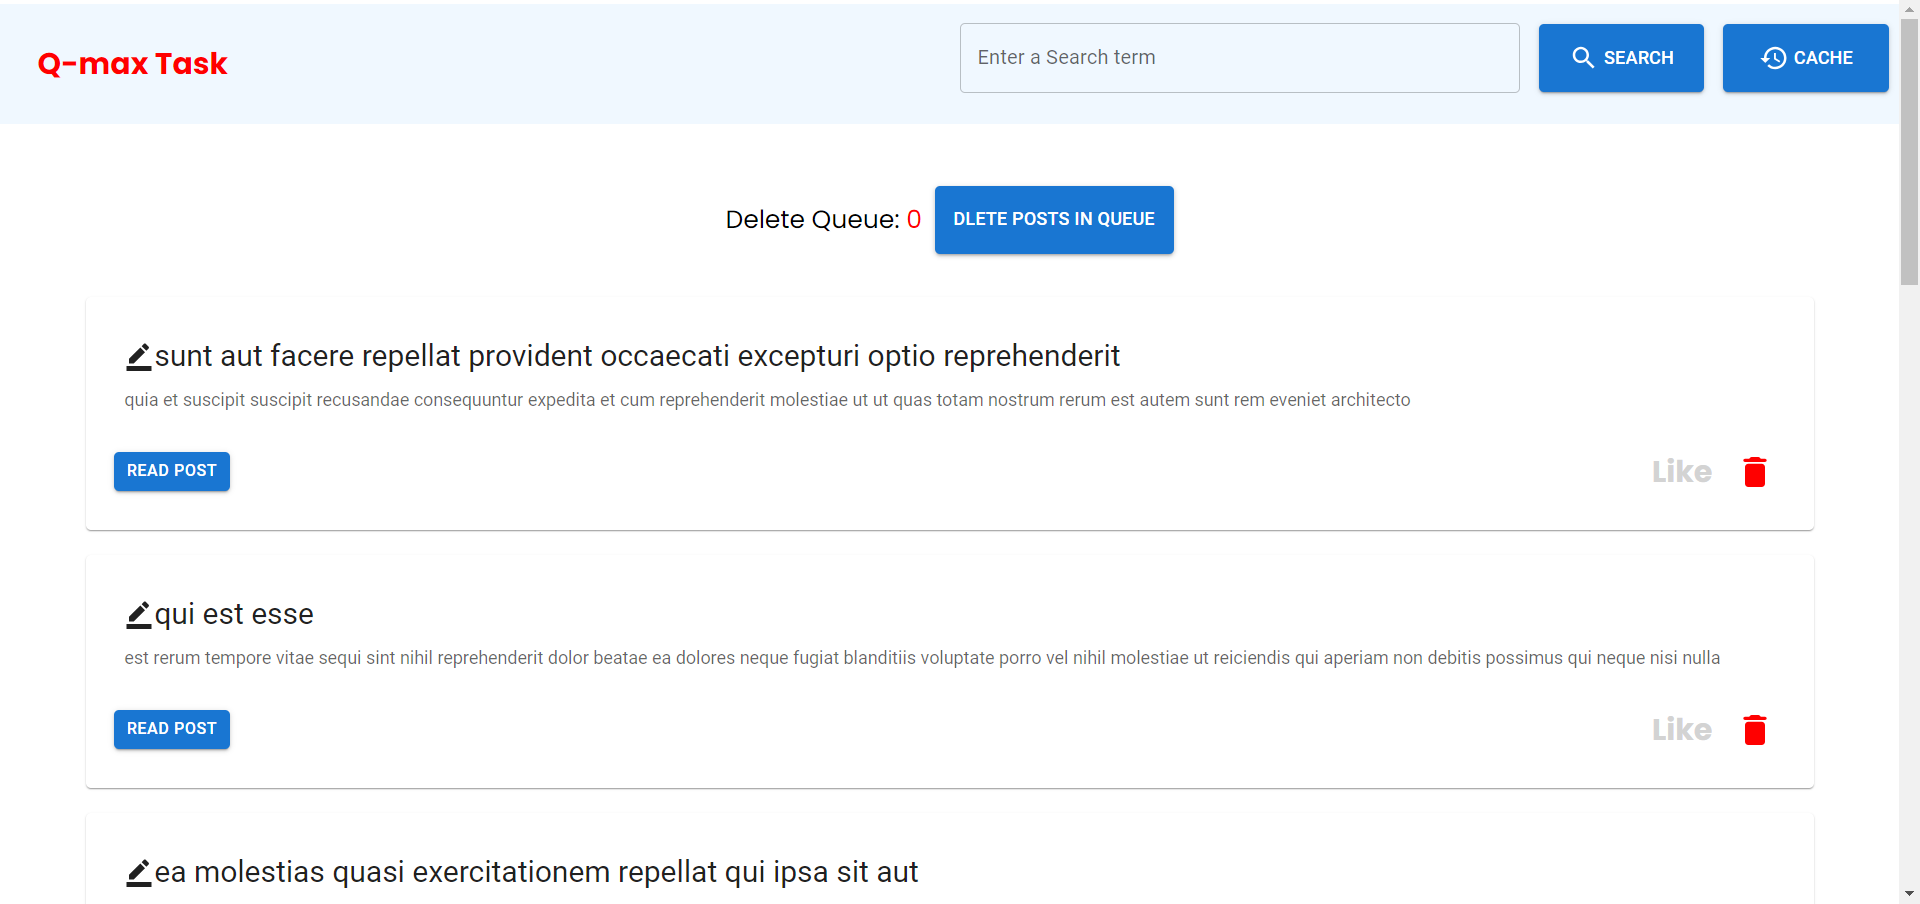 Q-max Task
Enter a Search term
SEARCH
CACHE
Delete Queue: 0
DLETE POSTS IN QUEUE
sunt aut facere repellat provident occaecati excepturi optio reprehenderit
quia et suscipit suscipit recusandae consequuntur expedita et cum reprehenderit molestiae ut ut quas totam nostrum rerum est autem sunt rem eveniet architecto
READ POST
Like
qui est esse
est rerum tempore vitae sequi sint nihil reprehenderit dolor beatae ea dolores neque fugiat blanditiis voluptate porro vel nihil molestiae ut reiciendis qui aperiam non debitis possimus qui neque nisi nulla
READ POST
Like
ea molestias quasi exercitationem repellat qui ipsa sit aut